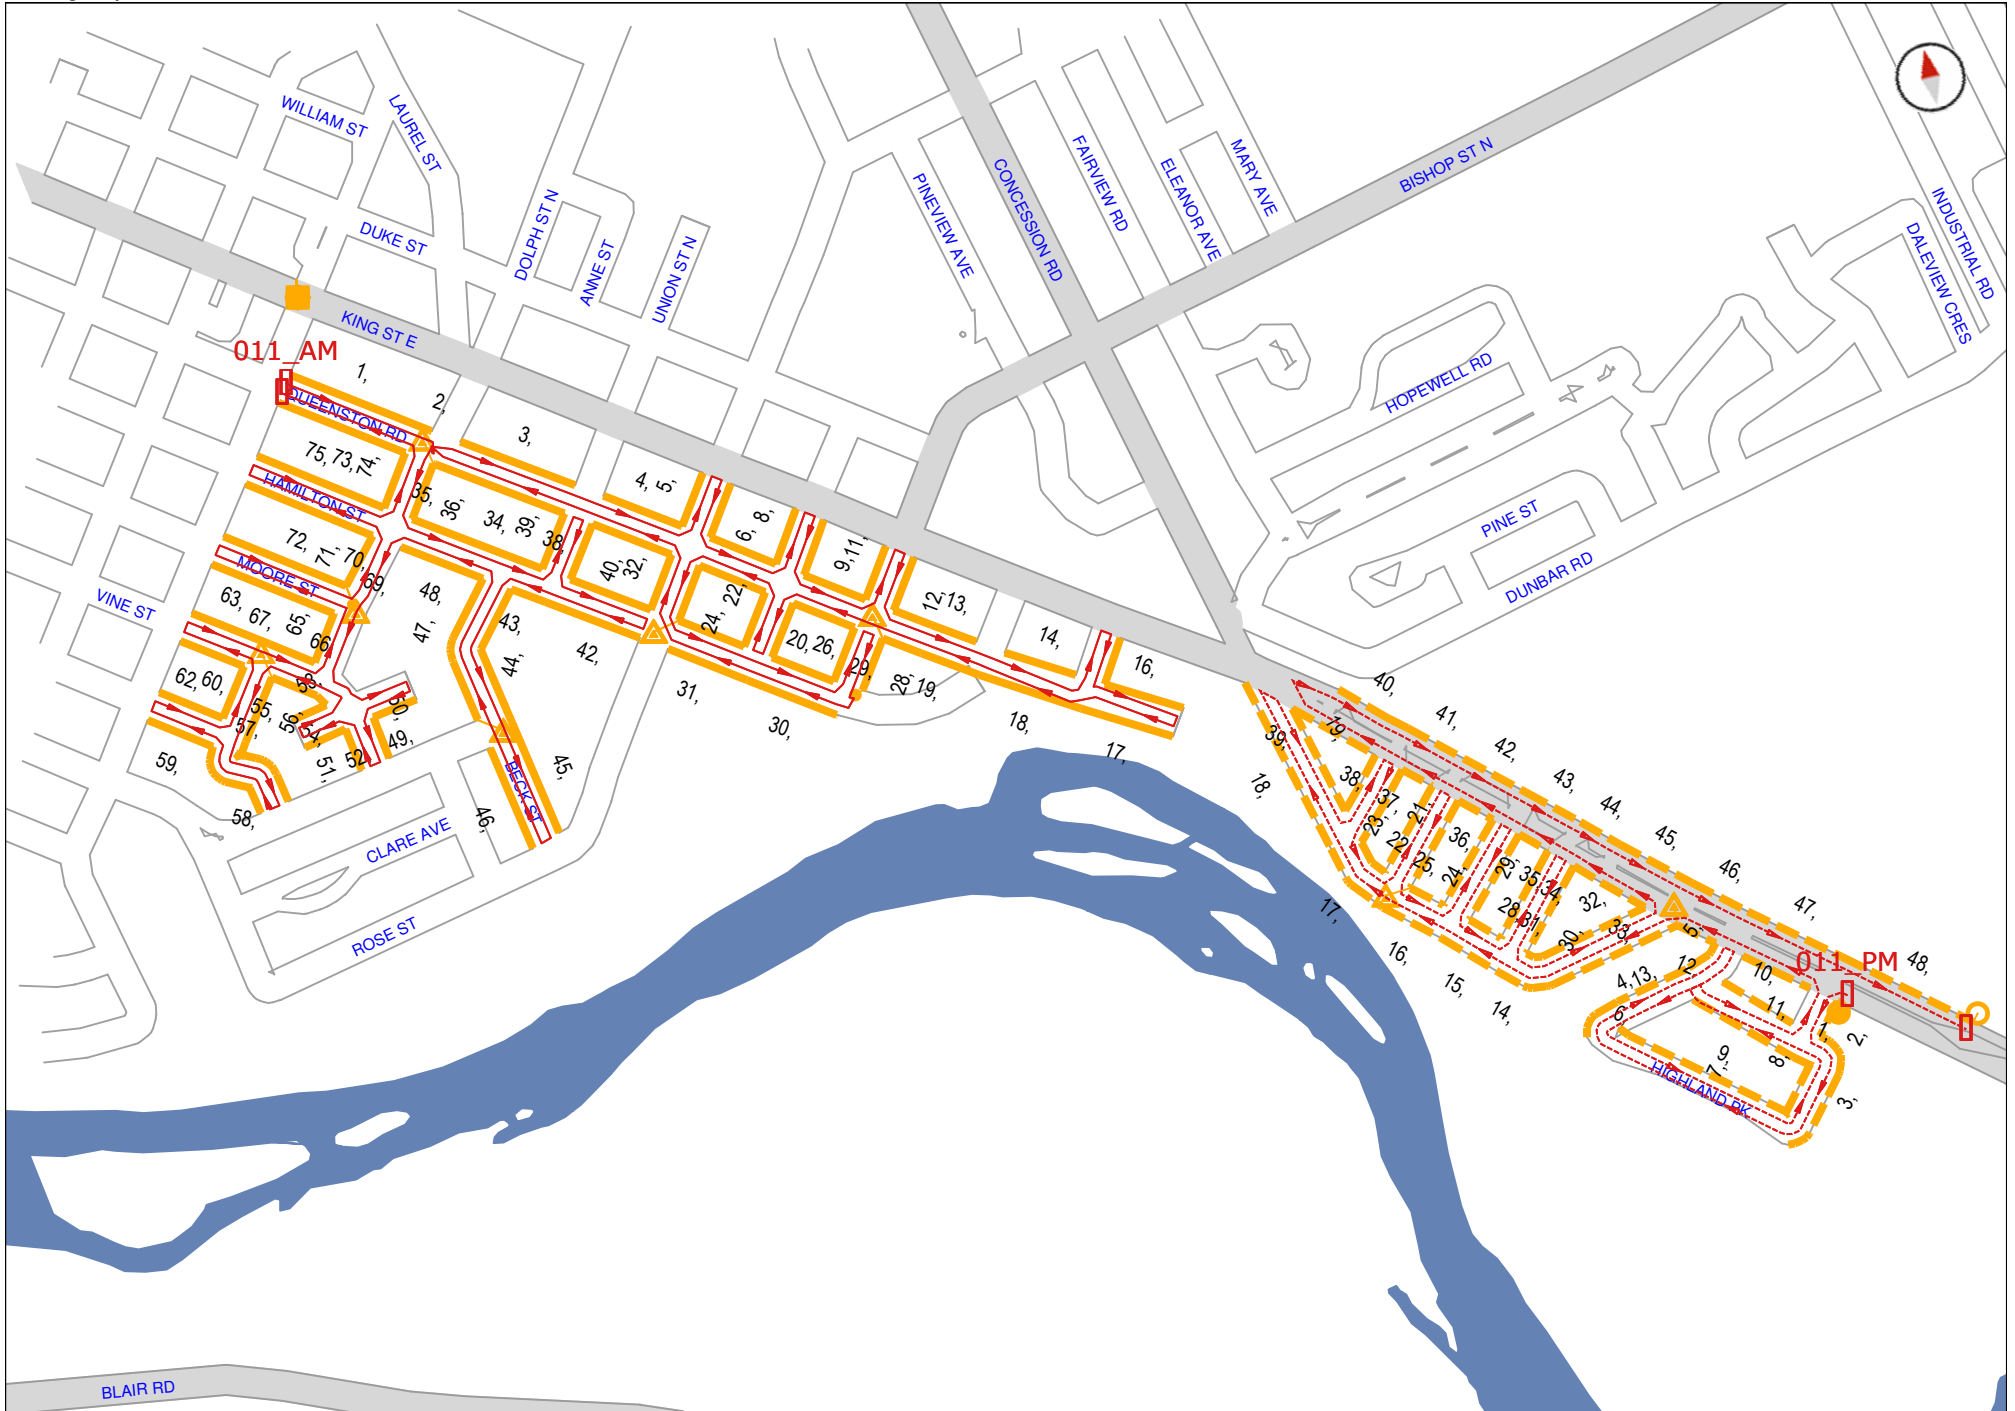 WILLIAM ST
LAUREL ST
DUKE ST
DOLPH ST N
ANNE ST
UNION ST N
PINEVIEW AVE
CONCESSION RD
FAIRVIEW RD
ELEANOR AVE
MARY AVE
BISHOP ST N
INDUSTRIAL RD
DALEVIEW CRES
KING ST E
HOPEWELL RD
PINE ST
DUNBAR RD
011_AM
QUEENSTON RD
HAMILTON ST
MOORE ST
VINE ST
BECK ST
CLARE AVE
ROSE ST
BLAIR RD
HIGHLAND PK
011_PM
1,
2,
3,
4, 5,
6, 8,
9,11,
12,13,
14,
16,
17,
18,
28, 19,
29,
20, 26,
24, 22,
30,
31,
40, 32,
38,
34, 39,
35, 36,
75, 73, 74,
72, 71, 70,
69,
63, 67, 65,
66
62, 60,
59,
58,
57,
55,
56,
53,
54,
51,
52
49,
50,
48,
47,
43,
44,
42,
45,
46,
40,
41,
42,
43,
44,
45,
46,
47,
48,
39,
19,
38,
37,
23,
21,
22
25,
36,
24,
29,
35,
34,
28,
31,
32,
30,
33,
18,
17,
16,
15,
14,
5,
12
4,13,
6
10,
11,
9,
7,
8,
1,
2,
3,